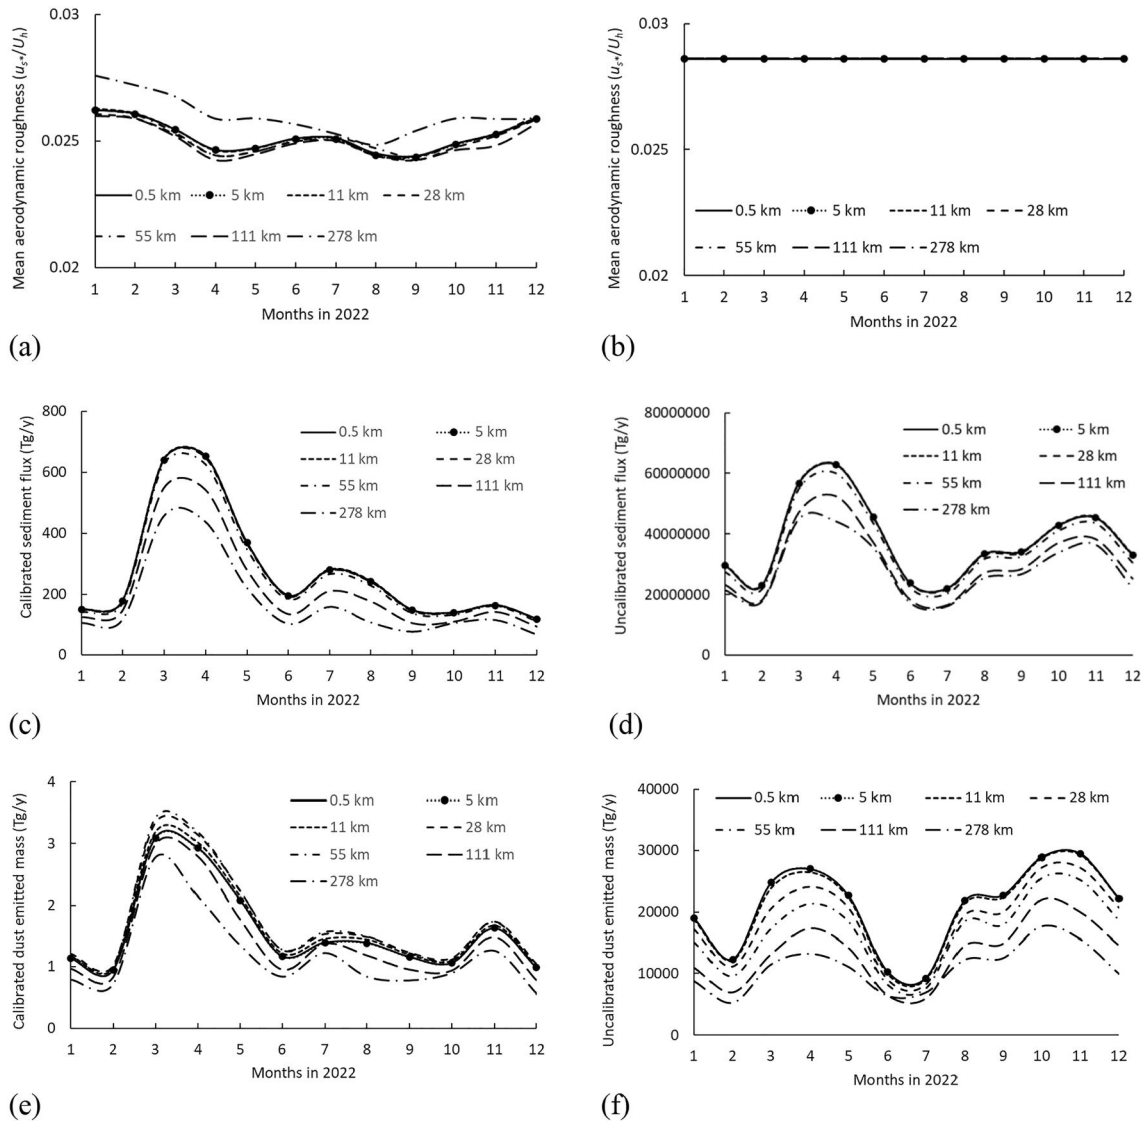 Mean aerodynamic roughness (u_s*/U_h)
0.03
0.025
0.02
0.5 km 5 km 11 km 28 km
55 km 111 km 278 km
1 2 3 4 5 6 7 8 9 10 11 12
Months in 2022
(a)
Mean aerodynamic roughness (u_s*/U_h)
0.03
0.025
0.02
0.5 km 5 km 11 km 28 km
55 km 111 km 278 km
1 2 3 4 5 6 7 8 9 10 11 12
Months in 2022
(b)
Calibrated sediment flux (Tg/y)
800
600
400
200
0
0.5 km 5 km
11 km 28 km
55 km 111 km
278 km
1 2 3 4 5 6 7 8 9 10 11 12
Months in 2022
(c)
Uncalibrated sediment flux (Tg/y)
80000000
60000000
40000000
20000000
0
0.5 km 5 km
11 km 28 km
55 km 111 km
278 km
1 2 3 4 5 6 7 8 9 10 11 12
Months in 2022
(d)
Calibrated dust emitted mass (Tg/y)
4
3
2
1
0
0.5 km 5 km
11 km 28 km
55 km 111 km
278 km
1 2 3 4 5 6 7 8 9 10 11 12
Months in 2022
(e)
Uncalibrated dust emitted mass (Tg/y)
40000
30000
20000
10000
0
0.5 km 5 km 11 km 28 km
55 km 111 km 278 km
1 2 3 4 5 6 7 8 9 10 11 12
Months in 2022
(f)